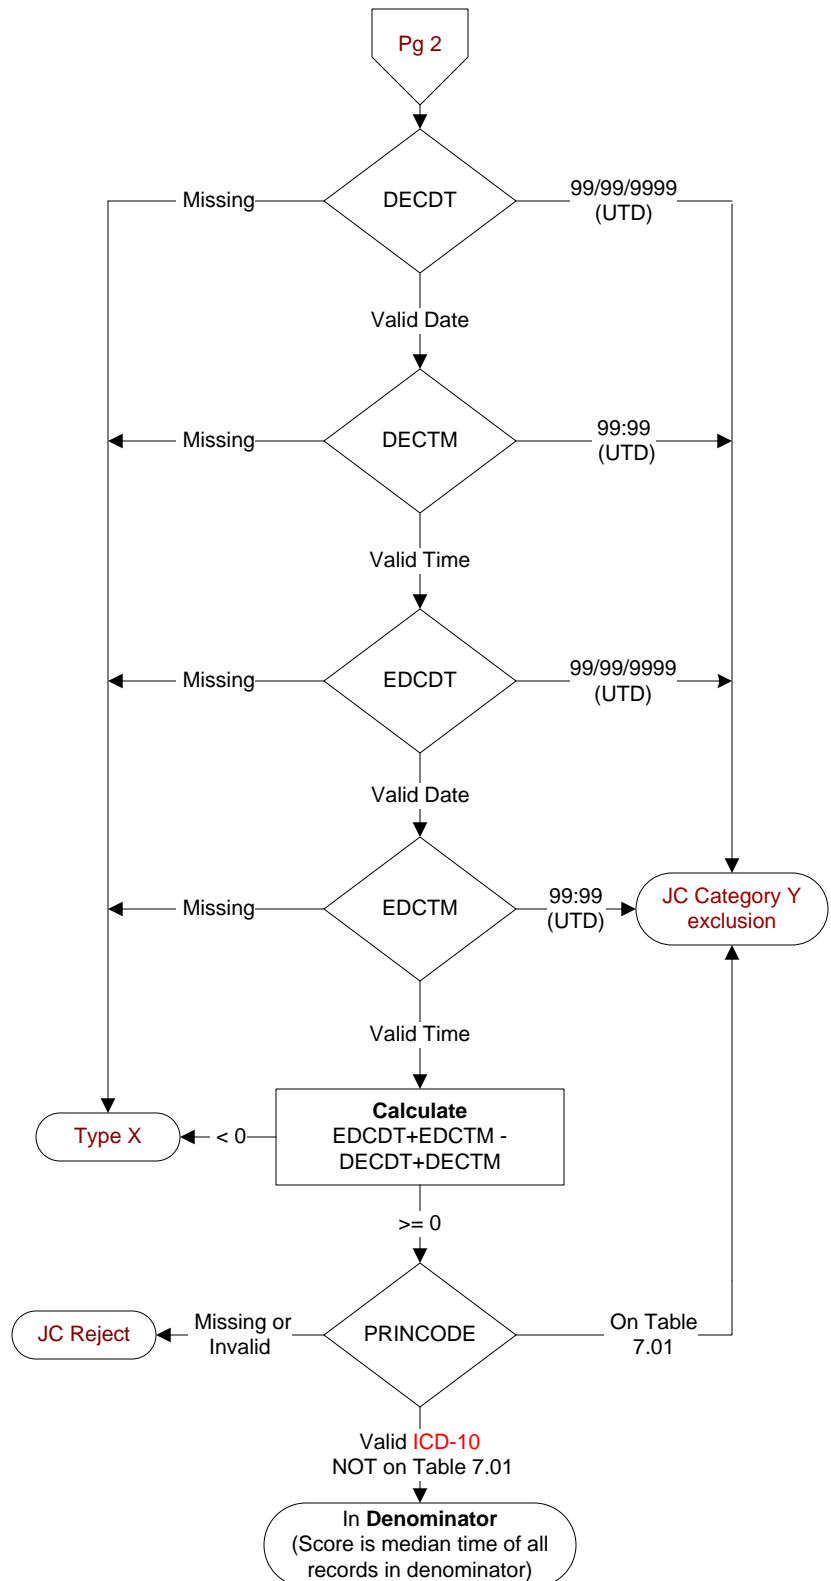 Pg 2
Missing
DECDT
99/99/9999
(UTD)
Valid Date
Missing
DECTM
99:99
(UTD)
Valid Time
Missing
EDCDT
99/99/9999
(UTD)
Valid Date
Missing
EDCTM
99:99
(UTD)
JC Category Y
exclusion
Valid Time
Type X
< 0
Calculate
EDCDT+EDCTM -
DECDT+DECTM
>= 0
JC Reject
Missing or
Invalid
PRINCODE
On Table
7.01
Valid ICD-10
NOT on Table 7.01
In Denominator
(Score is median time of all
records in denominator)